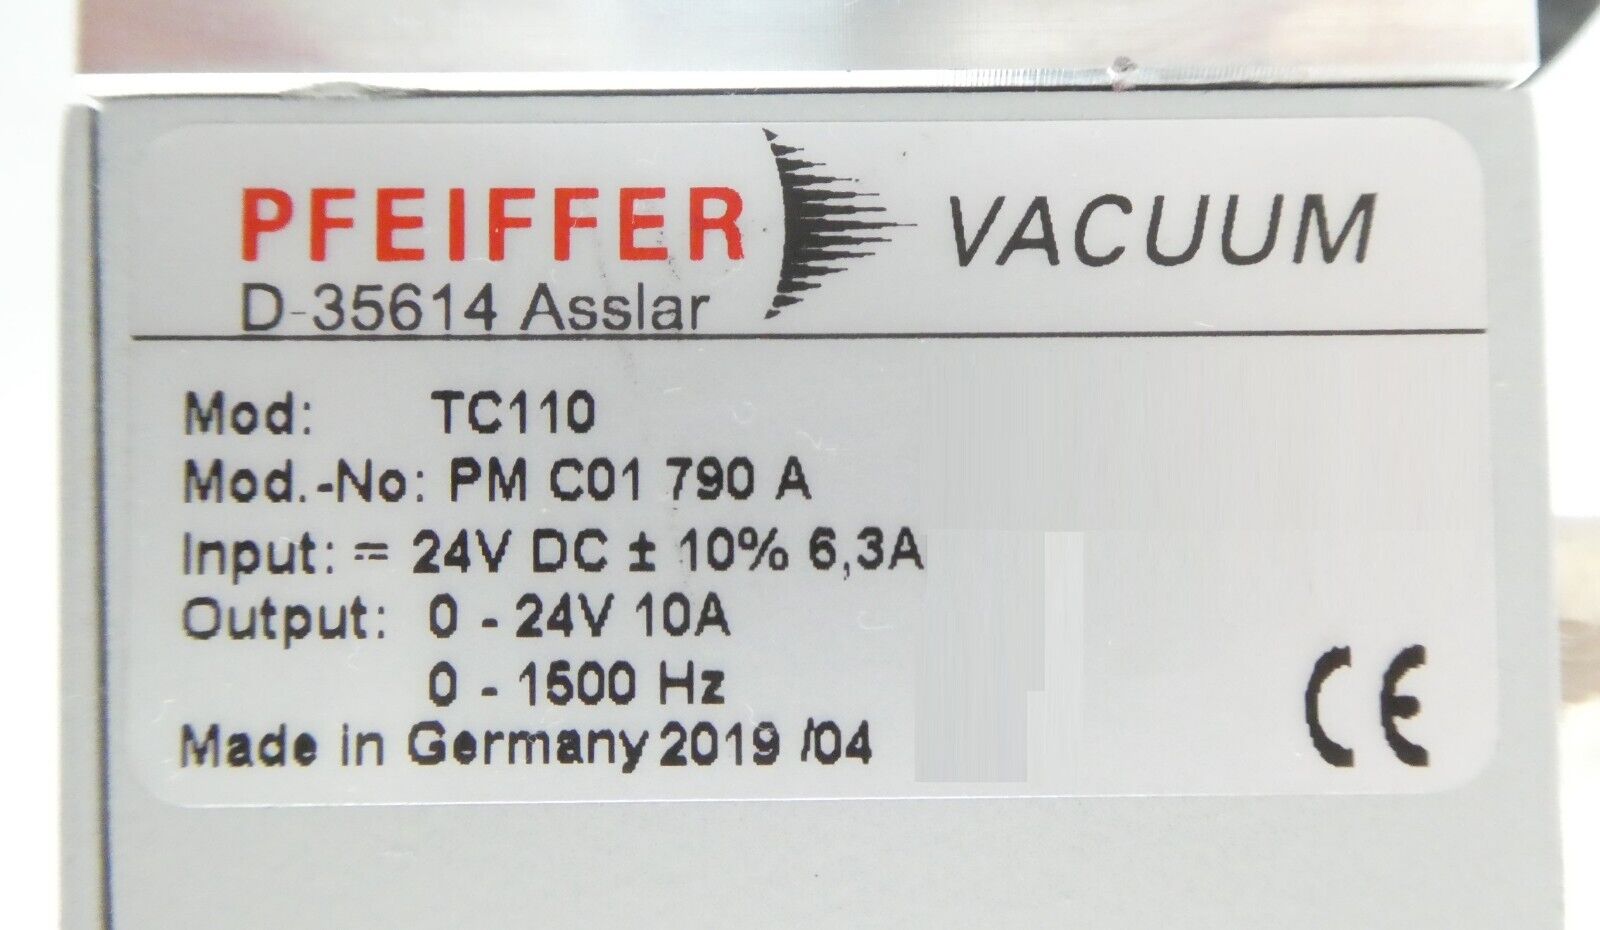 PFEIFFER VACUUM
D-35614 Asslar
Mod: TC110
Mod.-No: PM C01 790 A
Input: ⎓ 24V DC ± 10% 6,3A
Output: 0 - 24V 10A
0 - 1500 Hz
Made in Germany 2019 /04
CE